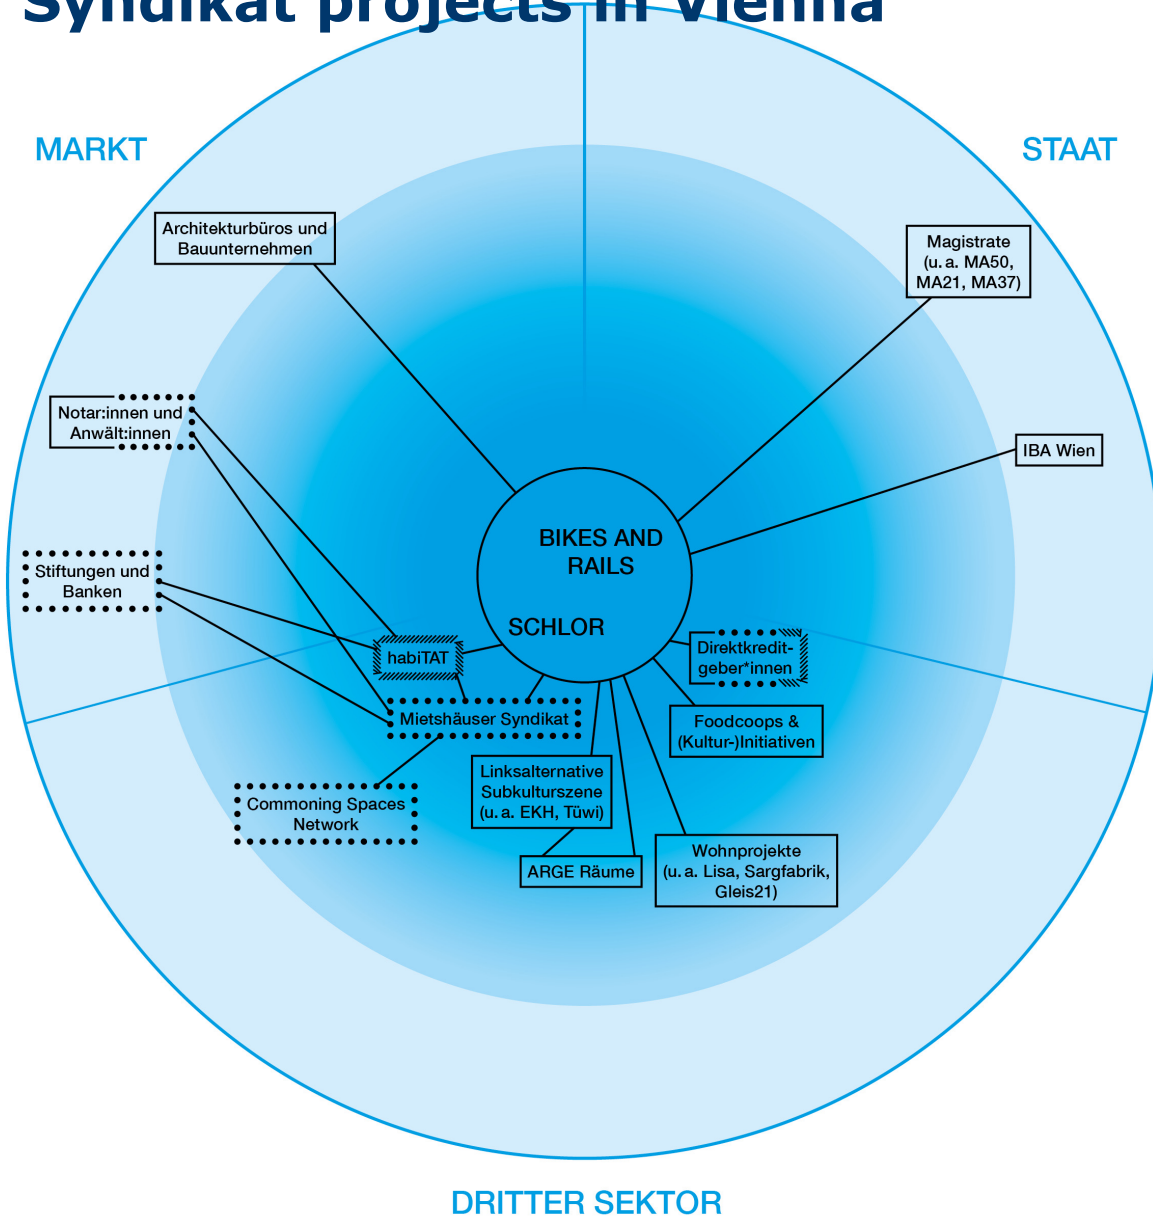 Syndikat projects in Vienna
MARKT
STAAT
Architekturbüros und
Bauunternehmen
Magistrate
(u. a. MA50,
MA21, MA37)
Notar:innen und
Anwält:innen
IBA Wien
BIKES AND
RAILS
Stiftungen und
Banken
SCHLOR
habiTAT
Direktkredit-
geber*innen
Mietshäuser Syndikat
Foodcoops &
(Kultur-)Initiativen
Linksalternative
Subkulturszene
(u. a. EKH, Tüwi)
Commoning Spaces
Network
ARGE Räume
Wohnprojekte
(u. a. Lisa, Sargfabrik,
Gleis21)
DRITTER SEKTOR